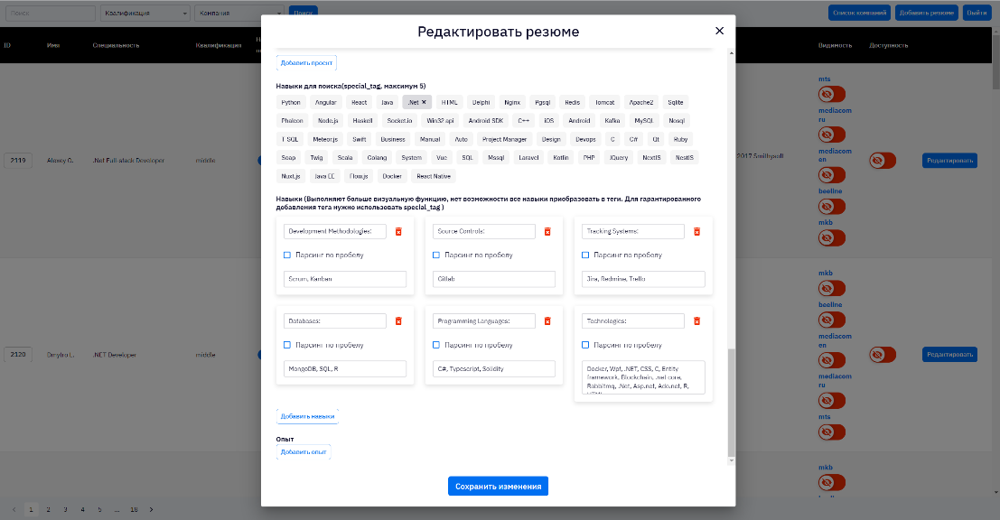 Поиск
Квалификация
Компания
Поиск
Список компаний
Добавить резюме
Выйти
ID
Имя
Специальность
Квалификация
Видимость
Доступность
2119
Alexey G.
.Net Full-stack Developer
middle
2017 Smithysoft
mts
mediacom
ru
mediacom
en
beeline
mkb
Редактировать
2120
Dmytro L.
.NET Developer
middle
mkb
beeline
mediacom
en
mediacom
ru
mts
Редактировать
mkb
beeline
1 2 3 4 5 ... 18
Редактировать резюме
Добавить проект
Навыки для поиска(special_tag, максимум 5)
Python Angular React Java .Net HTML Delphi Nginx Pgsql Redis Tomcat Apache2 Sqlite
Phalcon Node.js Haskell Socket.io Win32 api Android SDK C++ iOS Android Kafka MySQL Nosql
T SQL Meteor.js Swift Business Manual Auto Project Manager Design Devops C C# Qt Ruby
Soap Twig Scala Golang System Vue SQL Mssql Laravel Kotlin PHP JQuery NextJS NestJS
Nuxt.js Java EE Flow.js Docker React Native
Навыки (Выполняют больше визуальную функцию, нет возможности все навыки приобразовать в теги. Для гарантированного
добавления тега нужно использовать special_tag )
Development Methodologies:
Парсинг по пробелу
Scrum, Kanban
Source Controls:
Парсинг по пробелу
Gitlab
Tracking Systems:
Парсинг по пробелу
Jira, Redmine, Trello
Databases:
Парсинг по пробелу
MongoDB, SQL, R
Programming Languages:
Парсинг по пробелу
C#, Typescript, Solidity
Technologies:
Парсинг по пробелу
Docker, Wpf, .NET, CSS, C, Entity
framework, Blockchain, .net core,
Rabbitmq, .Net, Asp.net, Ado.net, R,
HTML
Добавить навыки
Опыт
Добавить опыт
Сохранить изменения